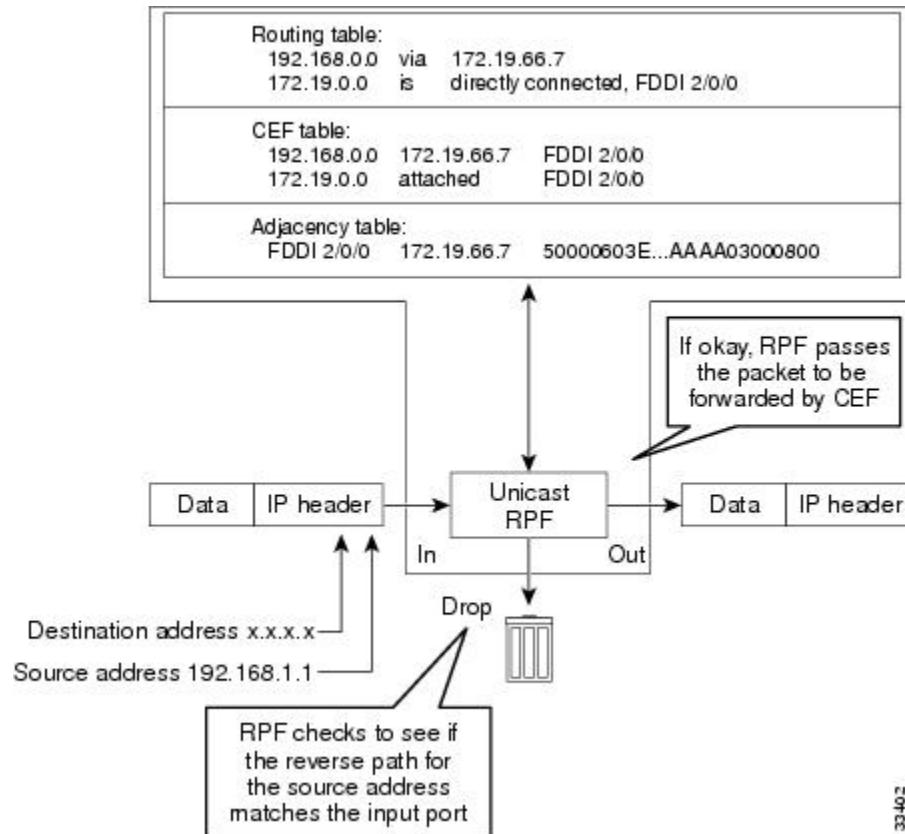 Routing table:
192.168.0.0 via 172.19.66.7
172.19.0.0 is directly connected, FDDI 2/0/0
CEF table:
192.168.0.0 172.19.66.7 FDDI 2/0/0
172.19.0.0 attached FDDI 2/0/0
Adjacency table:
FDDI 2/0/0 172.19.66.7 50000603E...AAAA03000800
If okay, RPF passes
the packet to be
forwarded by CEF
Data IP header
Unicast
RPF
Data IP header
In
Out
Drop
Destination address x.x.x.x
Source address 192.168.1.1
RPF checks to see if
the reverse path for
the source address
matches the input port
33402